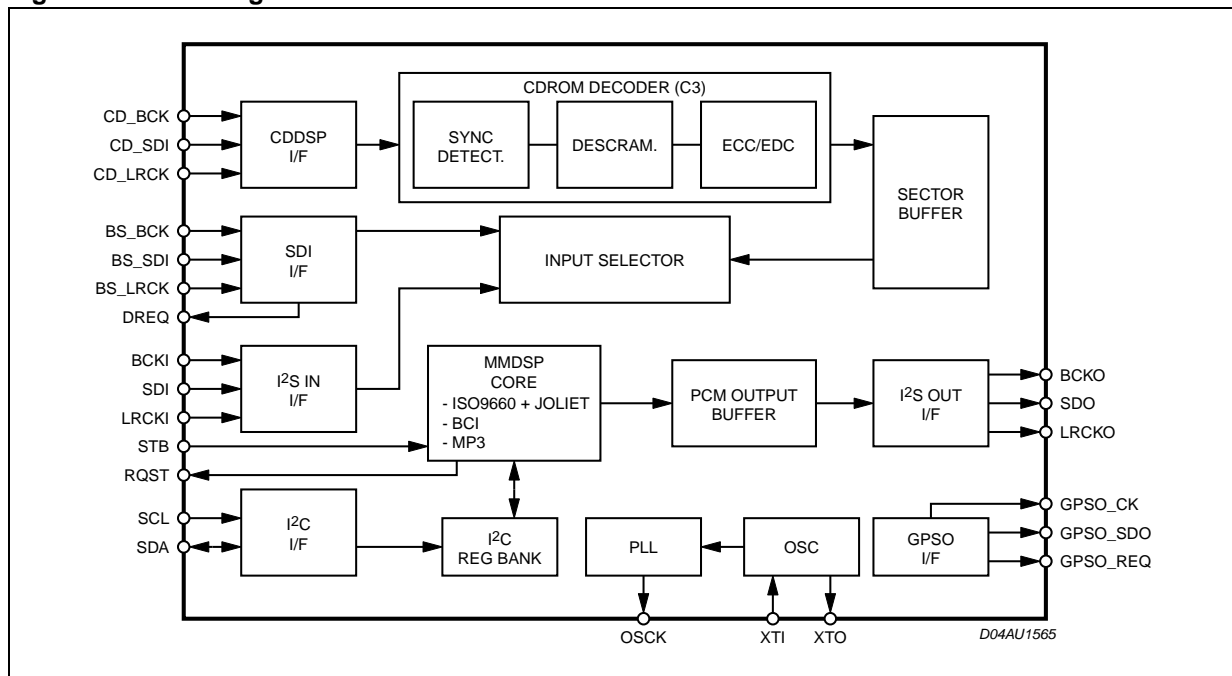 CDROM DECODER (C3)
CD_BCK
CD_SDI
CD_LRCK
CDDSP
I/F
SYNC
DETECT.
DESCRAM.
ECC/EDC
SECTOR
BUFFER
BS_BCK
BS_SDI
BS_LRCK
DREQ
SDI
I/F
INPUT SELECTOR
BCKI
SDI
LRCKI
STB
RQST
I2S IN
I/F
MMDSP
CORE
- ISO9660 + JOLIET
- BCI
- MP3
PCM OUTPUT
BUFFER
I2S OUT
I/F
BCKO
SDO
LRCKO
SCL
SDA
I2C
I/F
I2C
REG BANK
PLL
OSC
GPSO
I/F
GPSO_CK
GPSO_SDO
GPSO_REQ
OSCK
XTI
XTO
D04AU1565